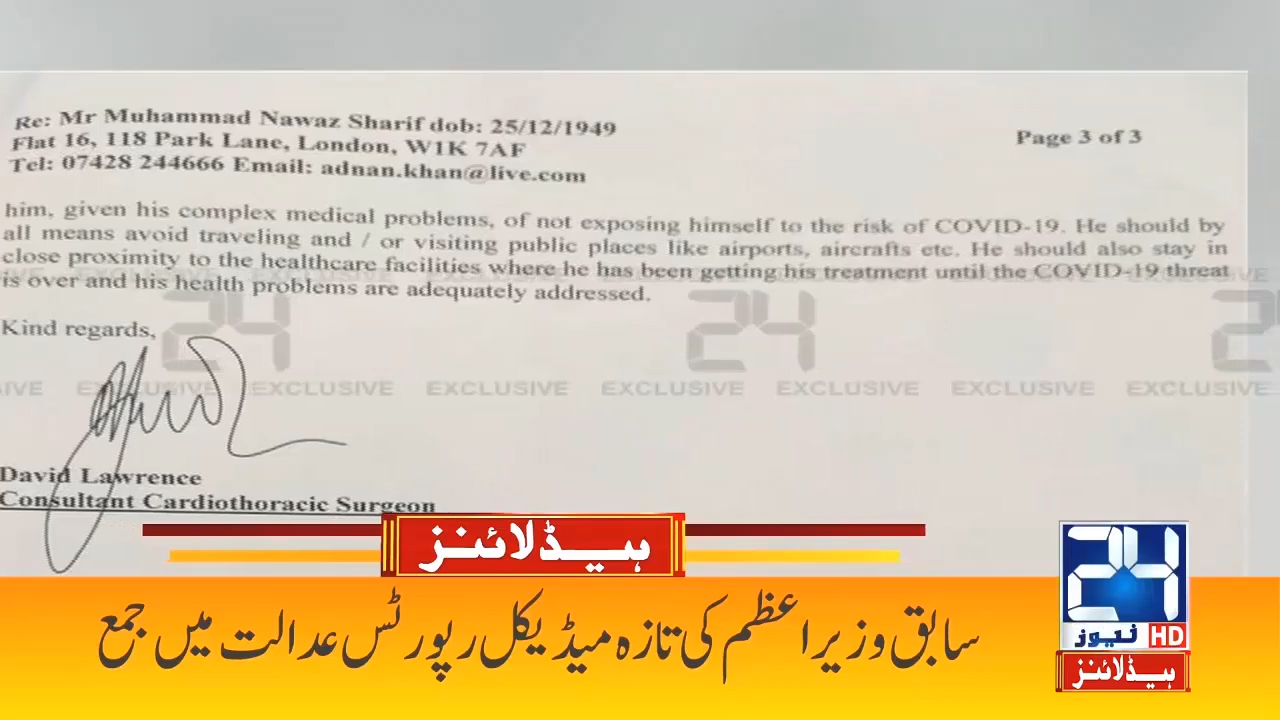 Re: Mr Muhammad Nawaz Sharif dob: 25/12/1949
Page 3 of 3
Flat 16, 118 Park Lane, London, W1K 7AF
Tel: 07428 244666 Email: adnan.khan@live.com
him, given his complex medical problems, of not exposing himself to the risk of COVID-19. He should by
all means avoid traveling and / or visiting public places like airports, aircrafts etc. He should also stay in
close proximity to the healthcare facilities where he has been getting his treatment until the COVID-19 threat
is over and his health problems are adequately addressed.
Kind regards,
24 24 24
EXCLUSIVE EXCLUSIVE EXCLUSIVE EXCLUSIVE EXCLUSIVE EXCLUSIVE EXCLUSIVE
David Lawrence
Consultant Cardiothoracic Surgeon
ہیڈلائنز
سابق وزیراعظم کی تازہ میڈیکل رپورٹس عدالت میں جمع
24
نیوز HD
ہیڈلائنز